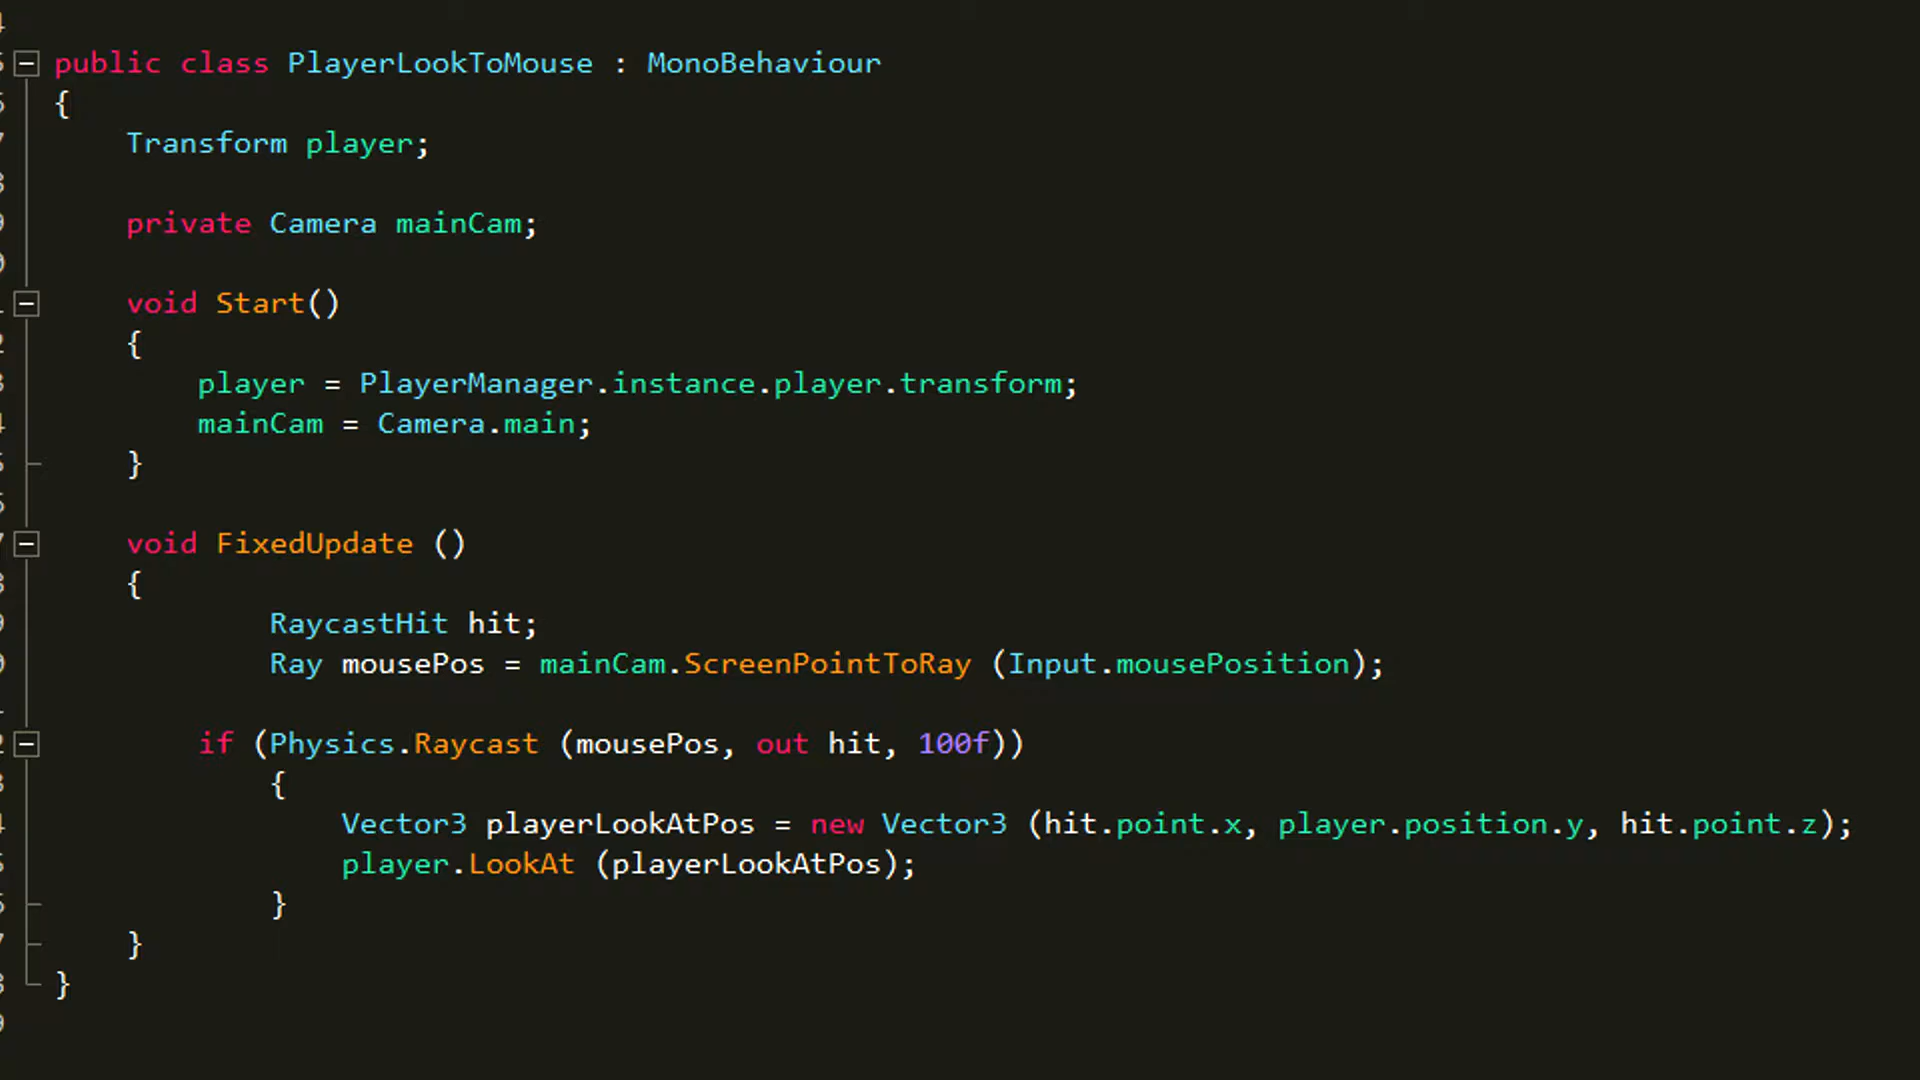 public class PlayerLookToMouse : MonoBehaviour
{
Transform player;
private Camera mainCam;
void Start()
{
player = PlayerManager.instance.player.transform;
mainCam = Camera.main;
}
void FixedUpdate ()
{
RaycastHit hit;
Ray mousePos = mainCam.ScreenPointToRay (Input.mousePosition);
if (Physics.Raycast (mousePos, out hit, 100f))
{
Vector3 playerLookAtPos = new Vector3 (hit.point.x, player.position.y, hit.point.z);
player.LookAt (playerLookAtPos);
}
}
}